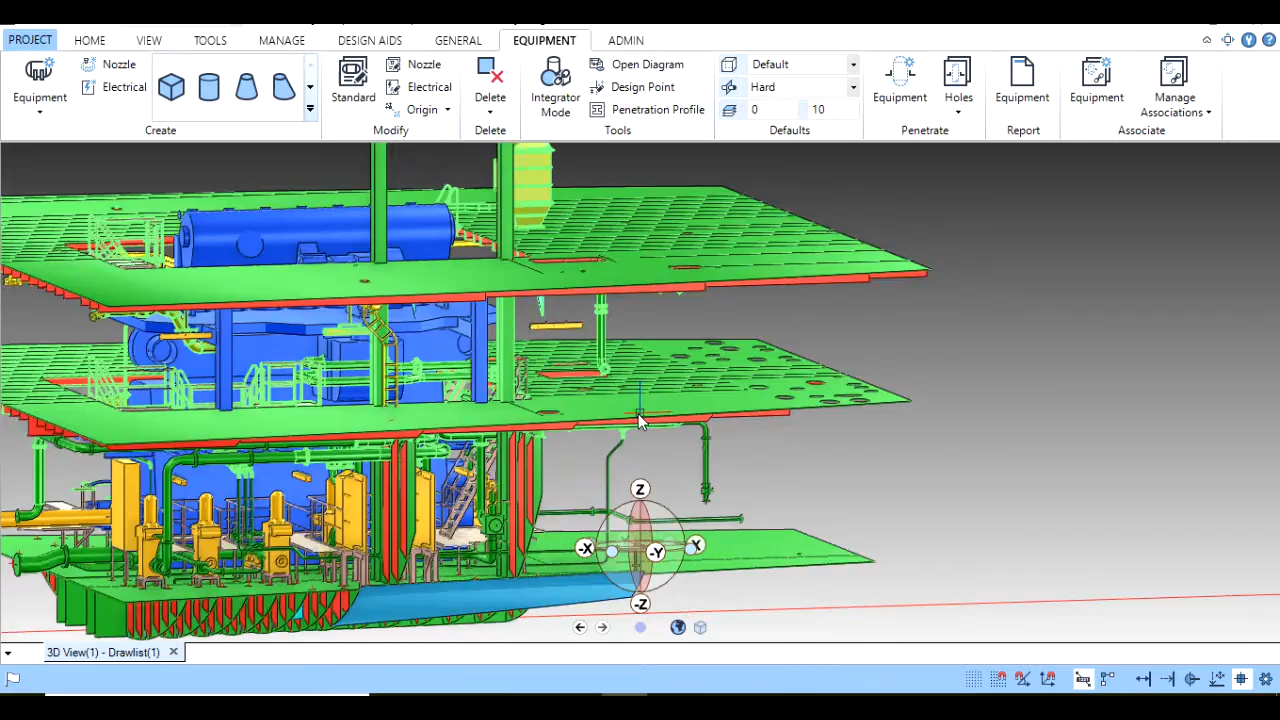 PROJECT HOME VIEW TOOLS MANAGE DESIGN AIDS GENERAL EQUIPMENT ADMIN
Nozzle Nozzle Open Diagram Default
Electrical Electrical Design Point Hard
Equipment Standard Origin Delete Integrator Mode Penetration Profile 0 10 Equipment Holes Equipment Equipment Manage Associations
Create Modify Delete Tools Defaults Penetrate Report Associate
Z
-X -Y Y
-Z
3D View(1) - Drawlist(1)